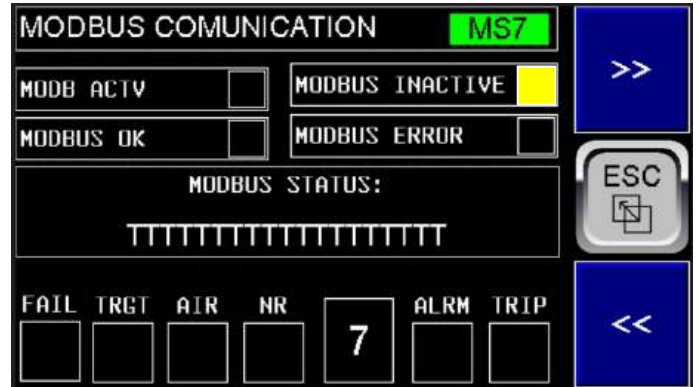 MODBUS COMUNICATION MS7
>>
MODB ACTV MODBUS INACTIVE
MODBUS OK MODBUS ERROR
ESC
MODBUS STATUS:
TTTTTTTTTTTTTTTTTTTT
FAIL TRGT AIR NR 7 ALRM TRIP
<<